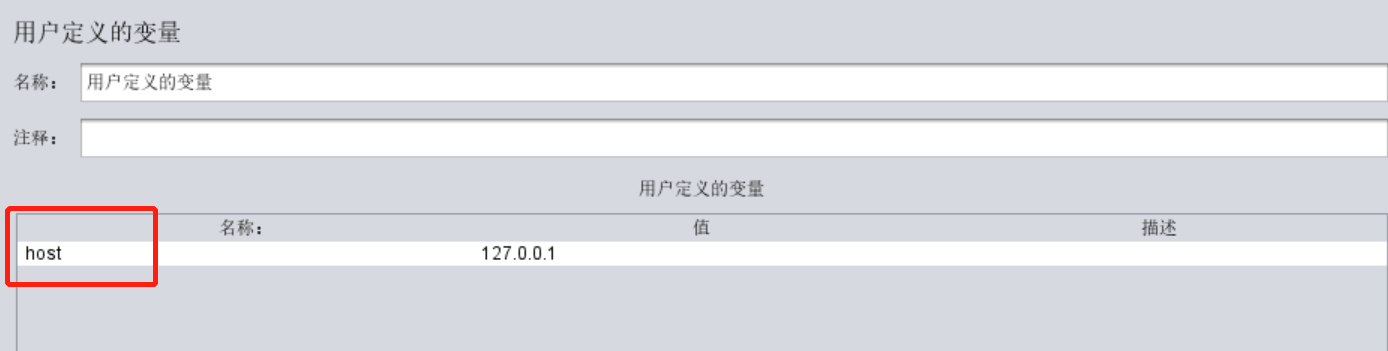 用户定义的变量
名称： 用户定义的变量
注释：
用户定义的变量
名称： 值 描述
host 127.0.0.1